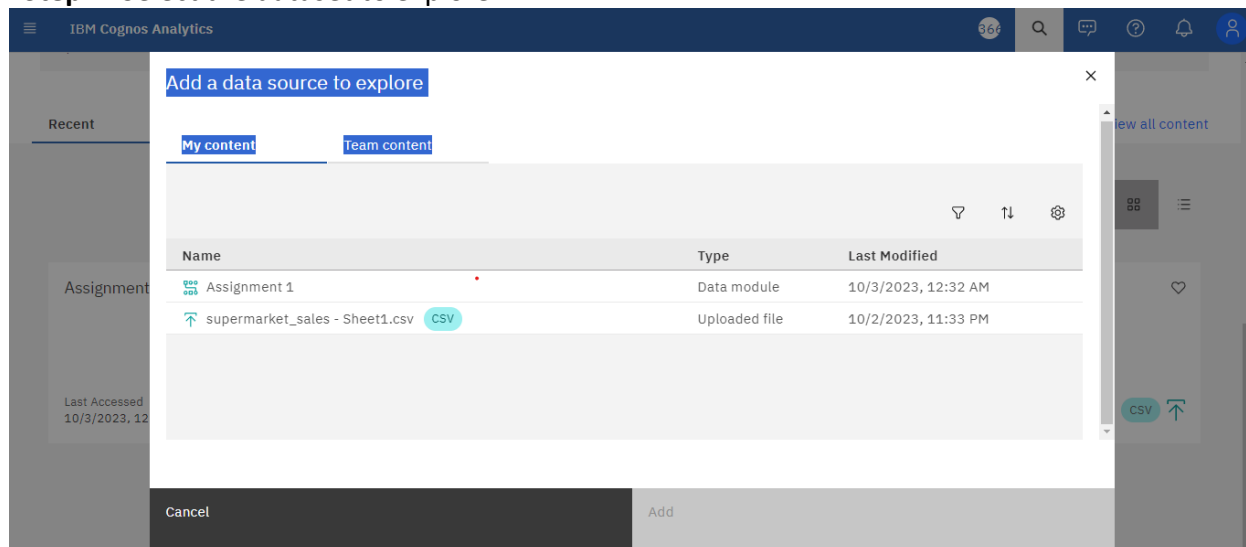 IBM Cognos Analytics
Add a data source to explore
Recent
iew all content
My content Team content
Name Type Last Modified
Assignment
Assignment 1 Data module 10/3/2023, 12:32 AM
supermarket_sales - Sheet1.csv CSV Uploaded file 10/2/2023, 11:33 PM
Last Accessed
10/3/2023, 12
CSV
Cancel Add